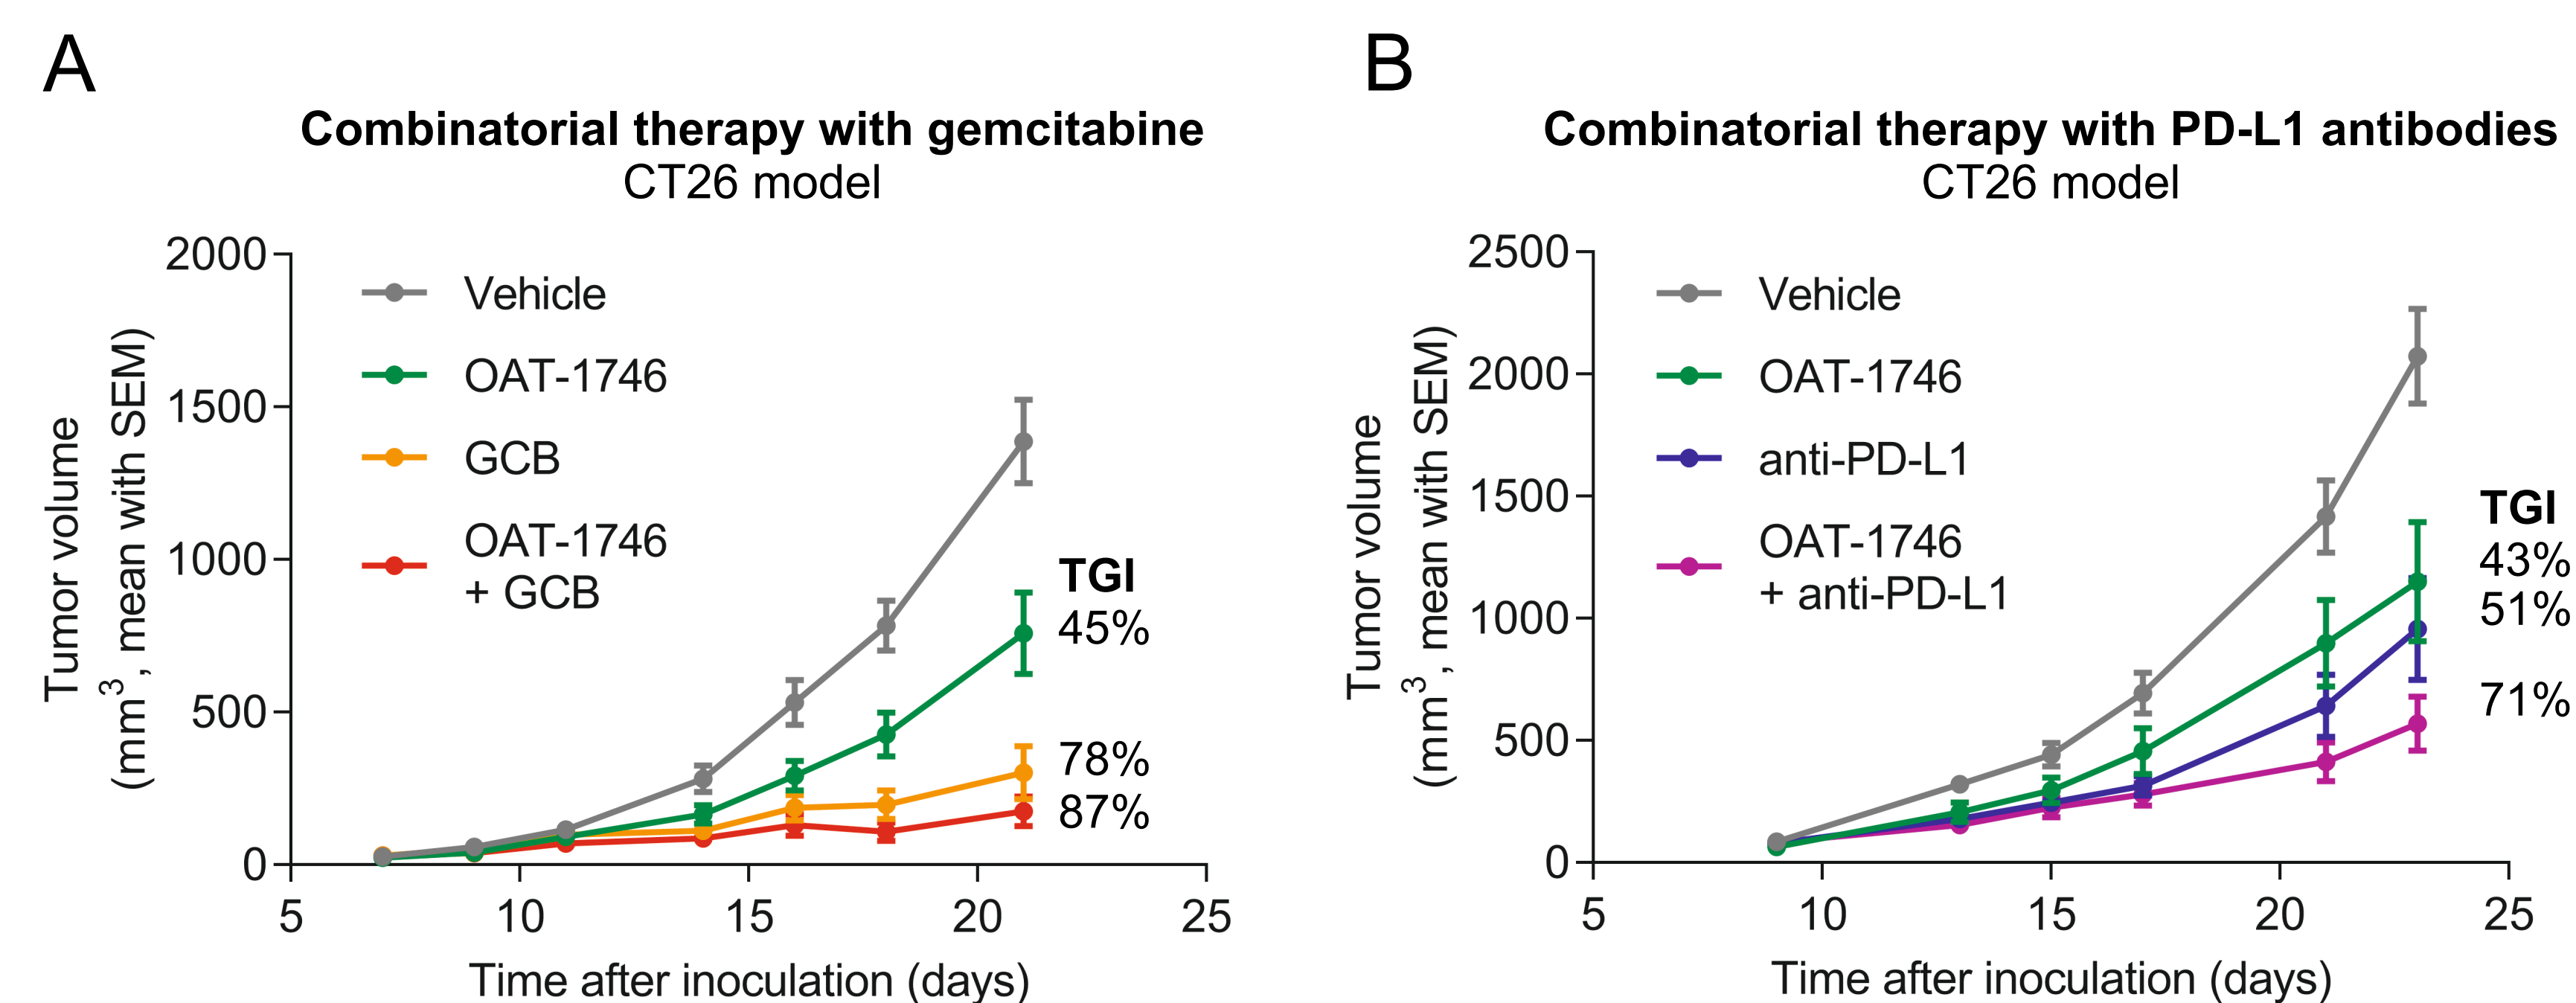 A
Combinatorial therapy with gemcitabine
CT26 model
Tumor volume
(mm³, mean with SEM)
2000
1500
1000
500
0
Vehicle
OAT-1746
GCB
OAT-1746
+ GCB
TGI
45%
78%
87%
5 10 15 20 25
Time after inoculation (days)
B
Combinatorial therapy with PD-L1 antibodies
CT26 model
Tumor volume
(mm³, mean with SEM)
2500
2000
1500
1000
500
0
Vehicle
OAT-1746
anti-PD-L1
OAT-1746
+ anti-PD-L1
TGI
43%
51%
71%
5 10 15 20 25
Time after inoculation (days)